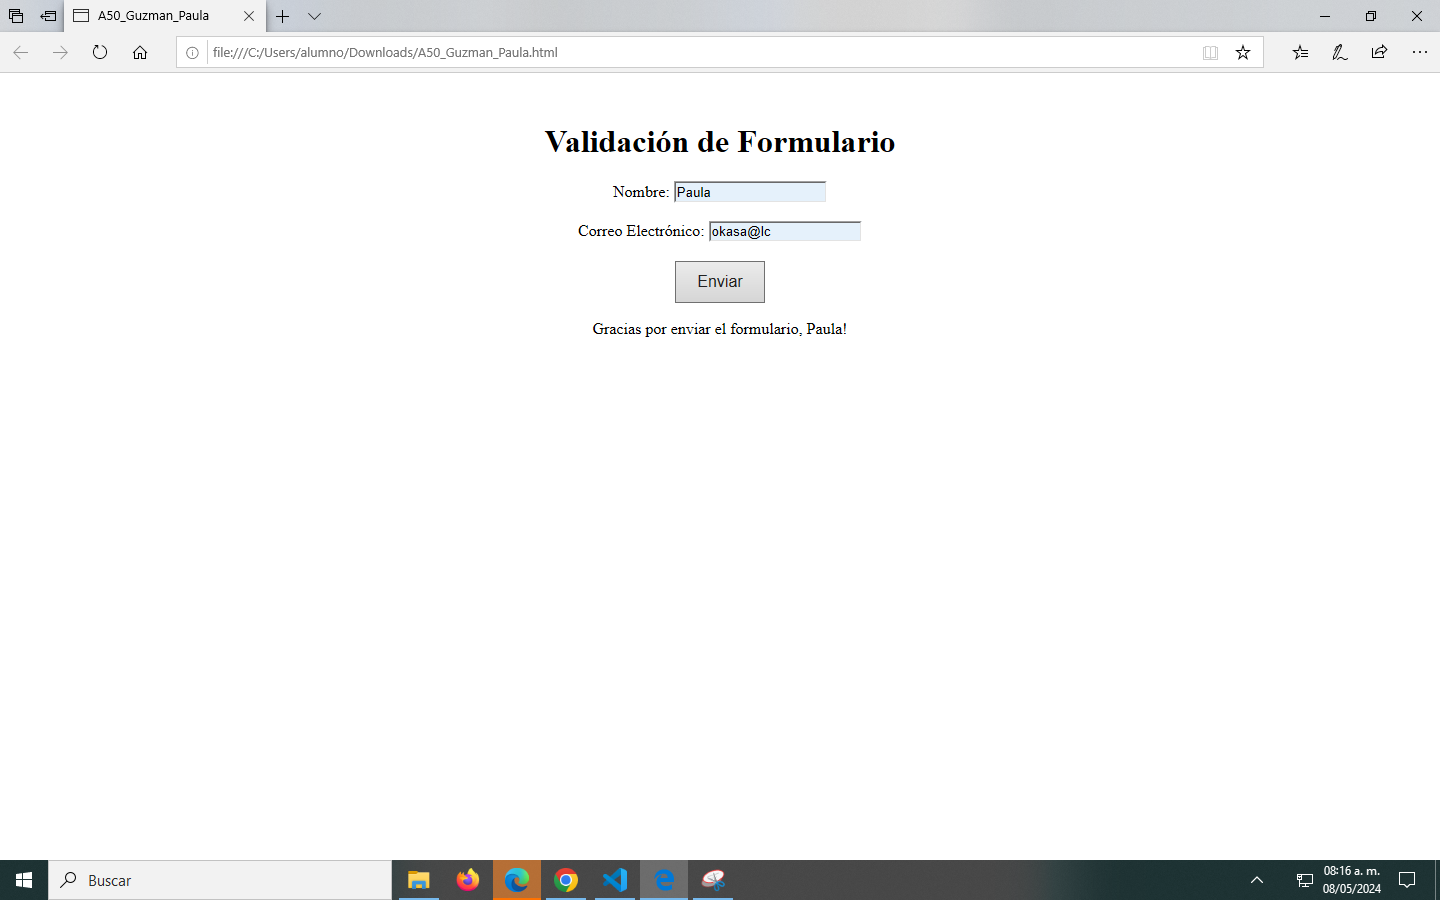 A50_Guzman_Paula
file:///C:/Users/alumno/Downloads/A50_Guzman_Paula.html
Validación de Formulario
Nombre: Paula
Correo Electrónico: okasa@lc
Enviar
Gracias por enviar el formulario, Paula!
Buscar
08:16 a. m.
08/05/2024